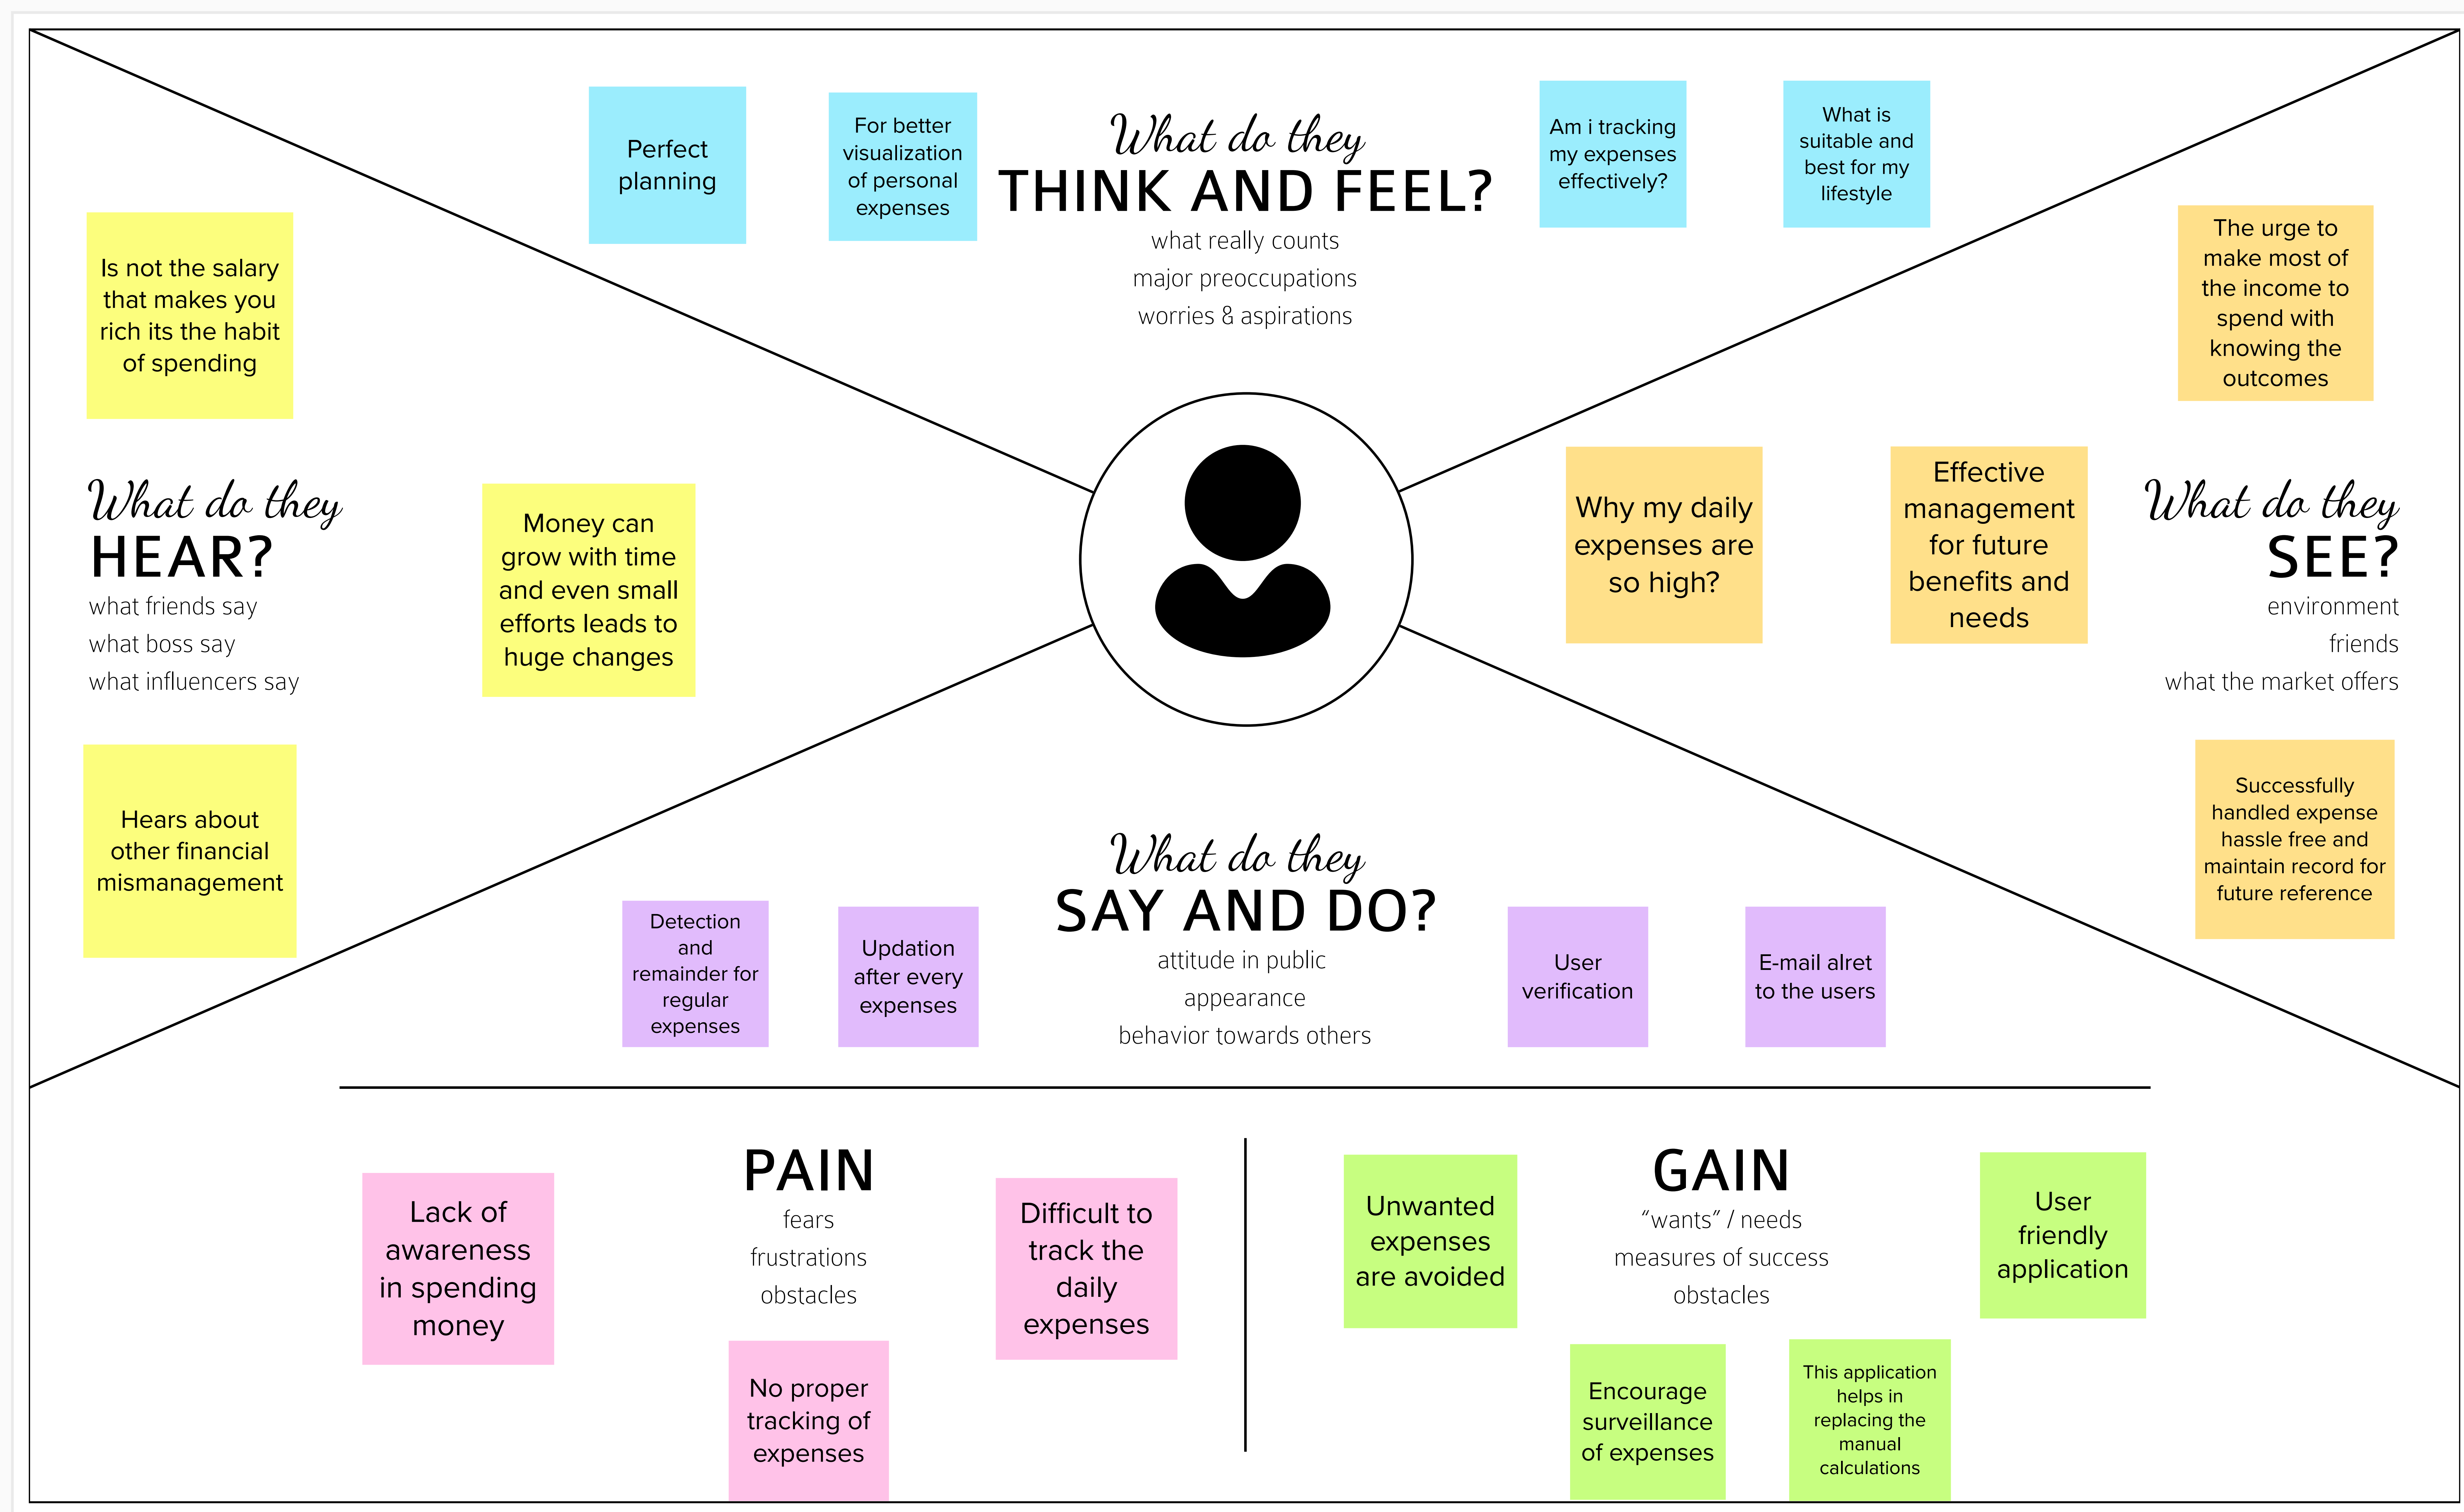 What do they
THINK AND FEEL?
what really counts
major preoccupations
worries & aspirations
Perfect
planning
For better
visualization
of personal
expenses
Am i tracking
my expenses
effectively?
What is
suitable and
best for my
lifestyle
What do they
HEAR?
what friends say
what boss say
what influencers say
Is not the salary
that makes you
rich its the habit
of spending
Money can
grow with time
and even small
efforts leads to
huge changes
Hears about
other financial
mismanagement
What do they
SEE?
environment
friends
what the market offers
The urge to
make most of
the income to
spend with
knowing the
outcomes
Why my daily
expenses are
so high?
Effective
management
for future
benefits and
needs
Successfully
handled expense
hassle free and
maintain record for
future reference
What do they
SAY AND DO?
attitude in public
appearance
behavior towards others
Detection
and
remainder for
regular
expenses
Updation
after every
expenses
User
verification
E-mail alret
to the users
PAIN
fears
frustrations
obstacles
Lack of
awareness
in spending
money
No proper
tracking of
expenses
Difficult to
track the
daily
expenses
GAIN
“wants” / needs
measures of success
obstacles
Unwanted
expenses
are avoided
Encourage
surveillance
of expenses
This application
helps in
replacing the
manual
calculations
User
friendly
application